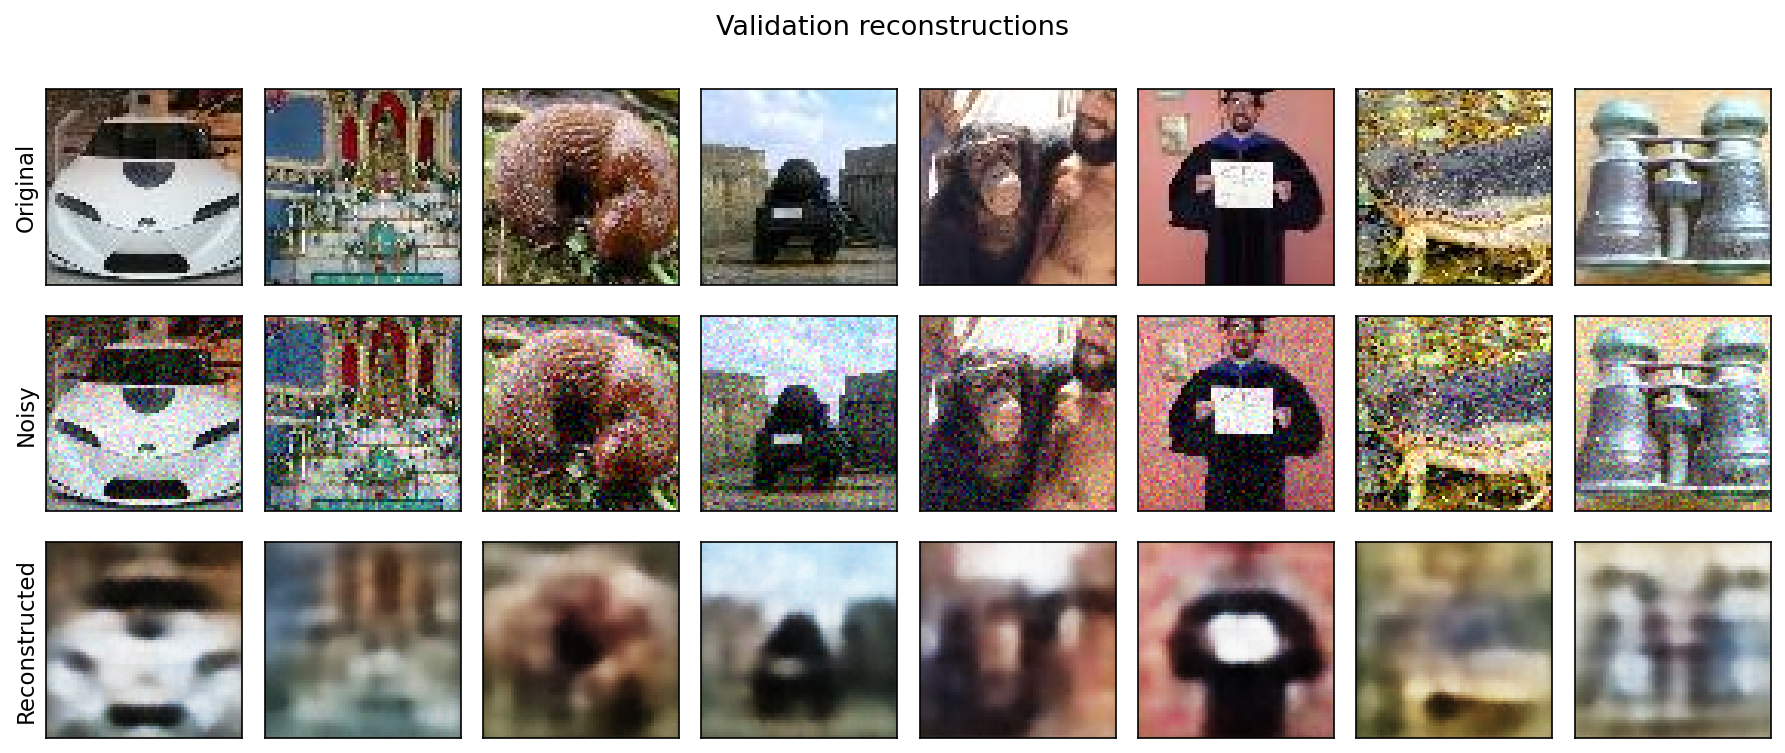 Validation reconstructions
Original
Noisy
Reconstructed